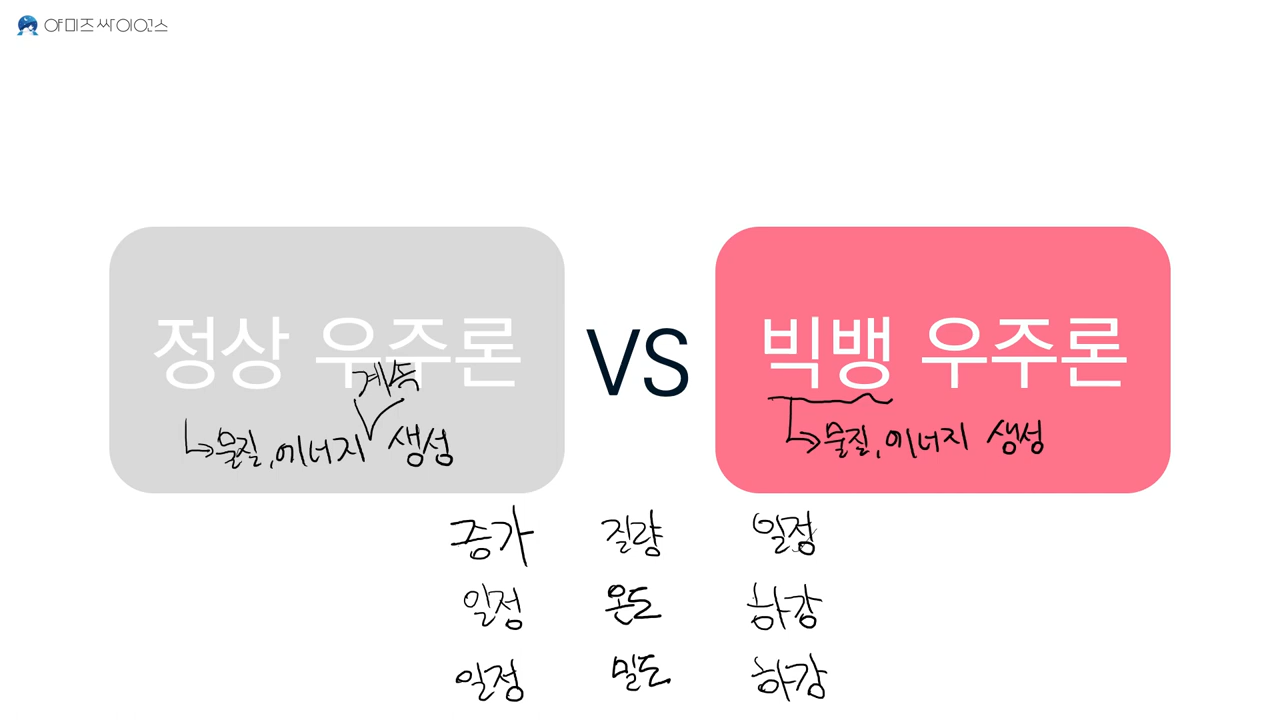 아미즈 싸이언스
정상 우주론 VS 빅뱅 우주론
계속
↳물질, 에너지 ✓ 생성
↳물질, 에너지 생성
증가 질량 일정
일정 온도 하강
일정 밀도 하강